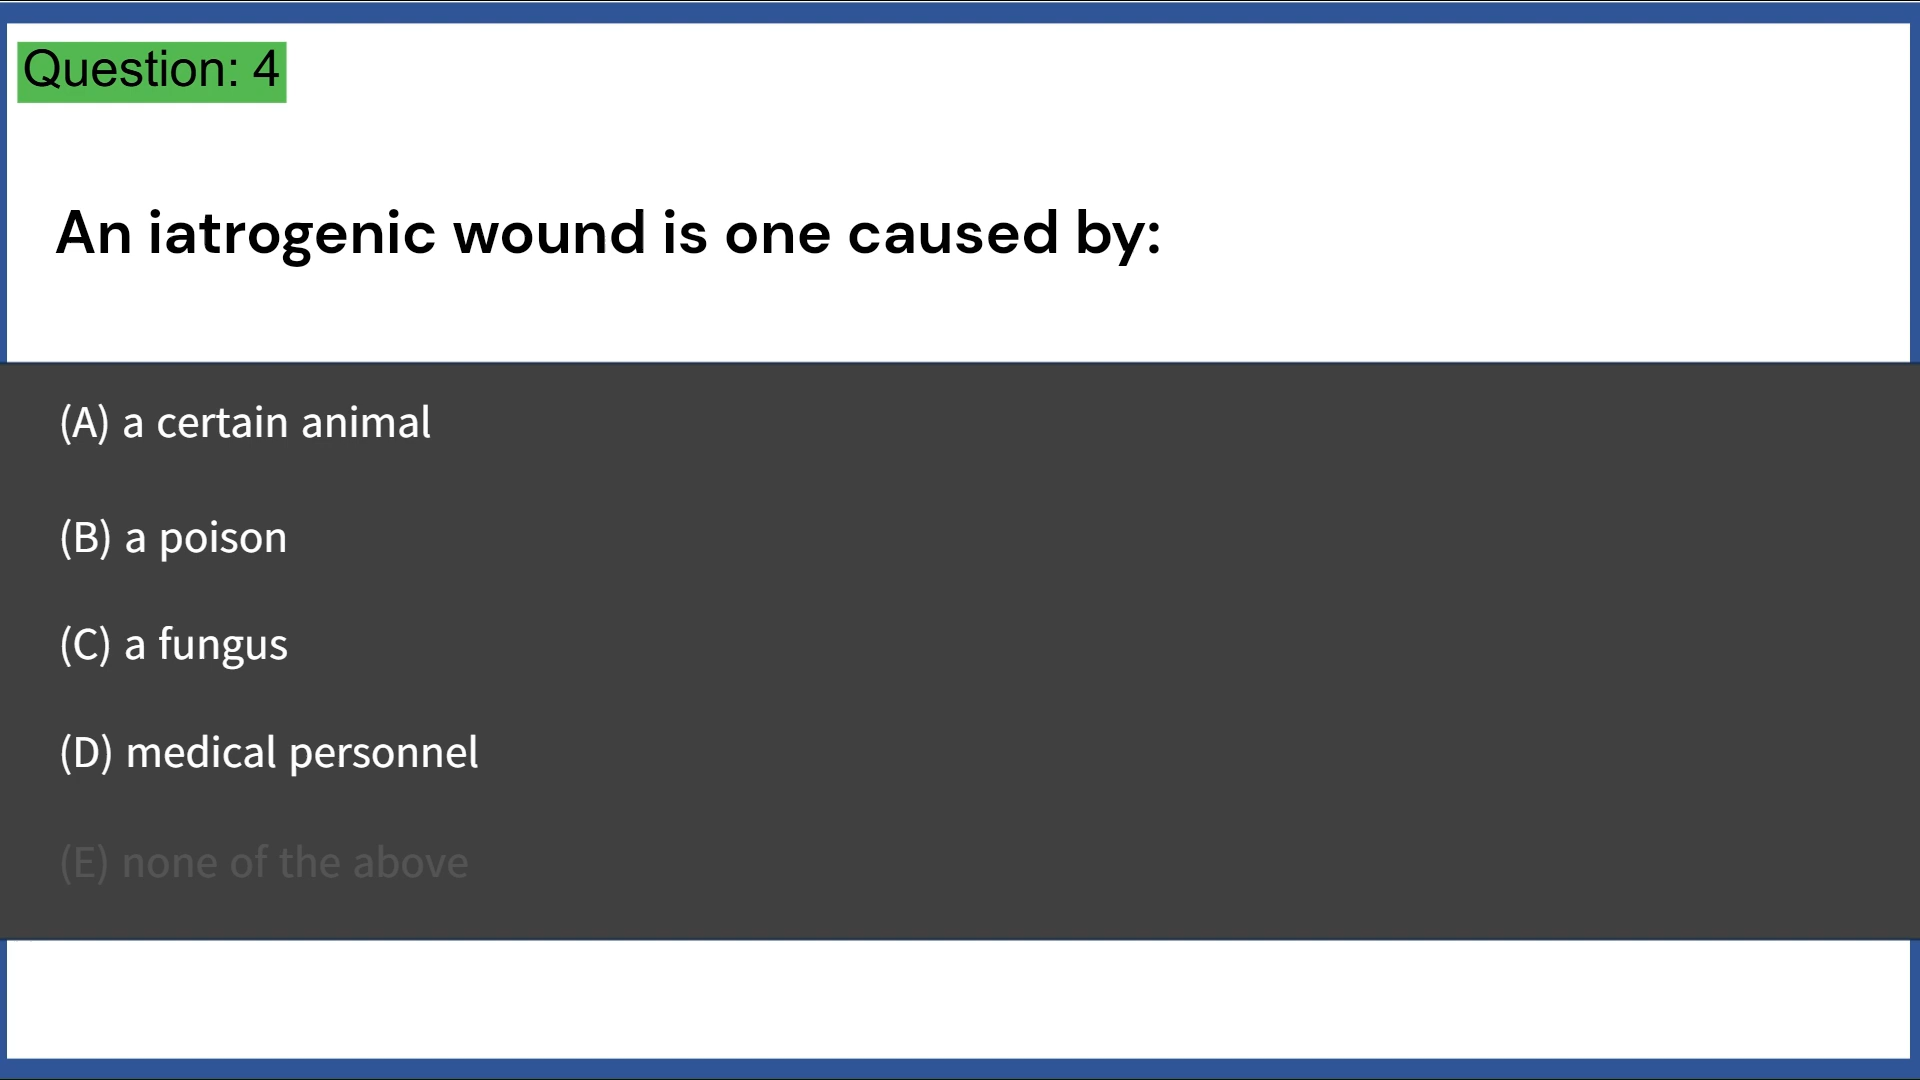 Question: 4
An iatrogenic wound is one caused by:
(A) a certain animal
(B) a poison
(C) a fungus
(D) medical personnel
(E) none of the above